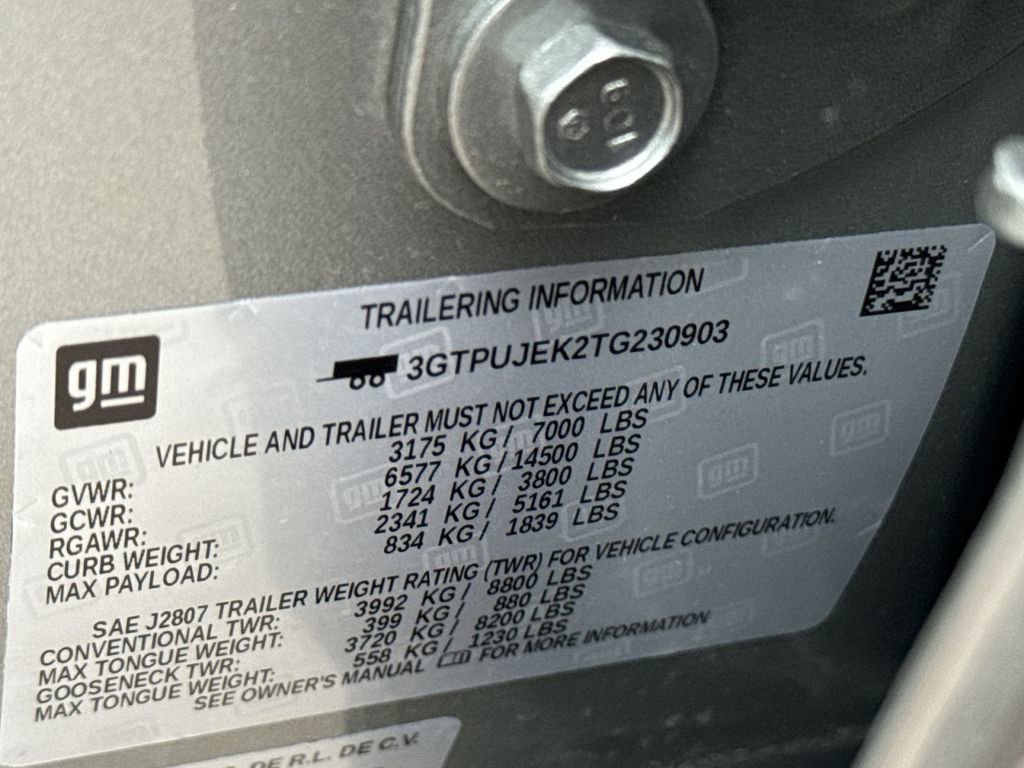 TRAILERING INFORMATION
gm
3GTPUJEK2TG230903
VEHICLE AND TRAILER MUST NOT EXCEED ANY OF THESE VALUES.
GVWR: 3175 KG / 7000 LBS
GCWR: 6577 KG / 14500 LBS
RGAWR: 1724 KG / 3800 LBS
CURB WEIGHT: 2341 KG / 5161 LBS
MAX PAYLOAD: 834 KG / 1839 LBS
SAE J2807 TRAILER WEIGHT RATING (TWR) FOR VEHICLE CONFIGURATION.
CONVENTIONAL TWR: 3992 KG / 8800 LBS
MAX TONGUE WEIGHT: 399 KG / 880 LBS
GOOSENECK TWR: 3720 KG / 8200 LBS
MAX TONGUE WEIGHT: 558 KG / 1230 LBS
SEE OWNER'S MANUAL FOR MORE INFORMATION
DE R.L. DE C.V.